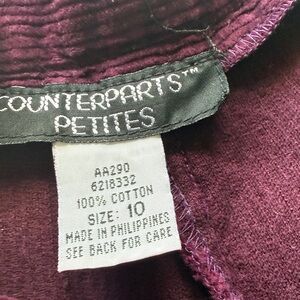 COUNTERPARTS™
PETITES
AA290
6218332
100% COTTON
SIZE: 10
MADE IN PHILIPPINES
SEE BACK FOR CARE